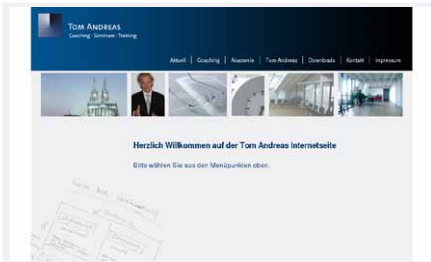 TOM ANDREAS
Coaching Seminare Training
Aktuell | Coaching | Akademie | Tom Andreas | Downloads | Kontakt | Impressum
Herzlich Willkommen auf der Tom Andreas Internetseite
Bitte wählen Sie aus den Menüpunkten oben.